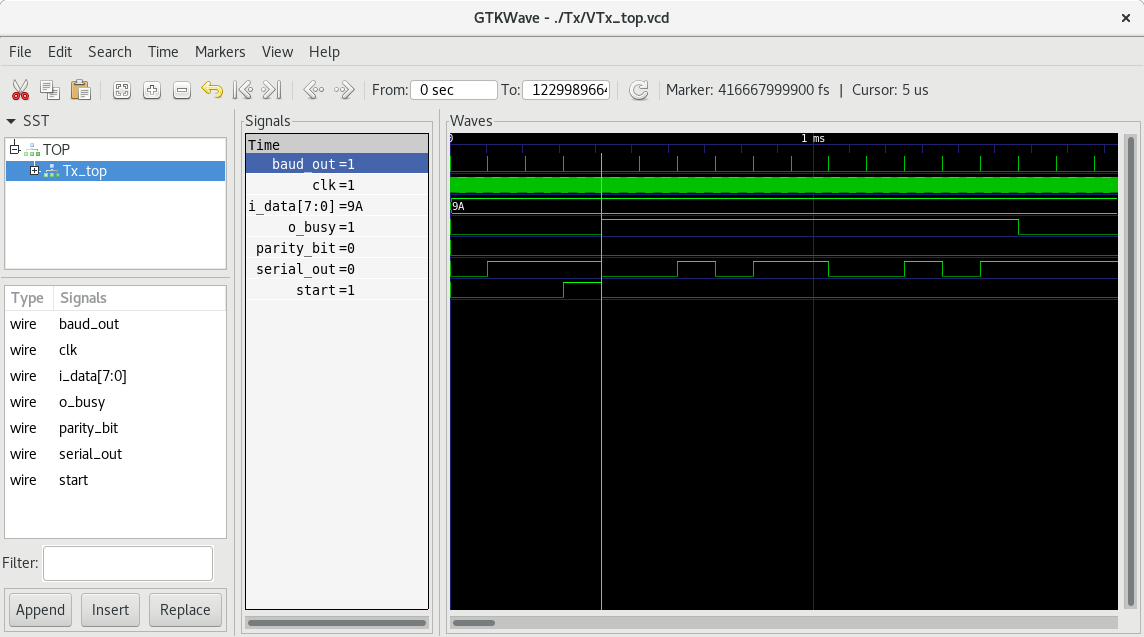 GTKWave - ./Tx/VTx_top.vcd
File Edit Search Time Markers View Help
From: 0 sec To: 1229989664 Marker: 416667999900 fs | Cursor: 5 us
SST
TOP
Tx_top
Type Signals
wire baud_out
wire clk
wire i_data[7:0]
wire o_busy
wire parity_bit
wire serial_out
wire start
Filter:
Append Insert Replace
Signals
Time
baud_out=1
clk=1
i_data[7:0]=9A
o_busy=1
parity_bit=0
serial_out=0
start=1
Waves
0 1 ms
9A